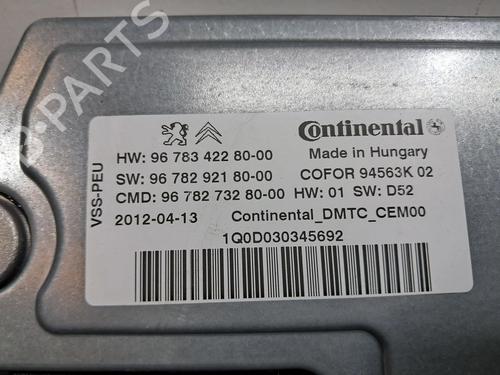 B-PARTS
VSS-PEU
Continental
HW: 96 783 422 80-00
Made in Hungary
SW: 96 782 921 80-00
COFOR 94563K 02
CMD: 96 782 732 80-00 HW: 01 SW: D52
2012-04-13 Continental_DMTC_CEM00
1Q0D030345692